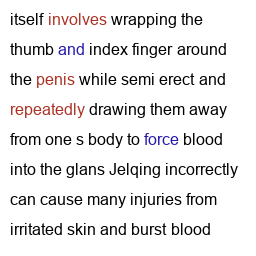 itself involves wrapping the
thumb and index finger around
the penis while semi erect and
repeatedly drawing them away
from one s body to force blood
into the glans Jelqing incorrectly
can cause many injuries from
irritated skin and burst blood